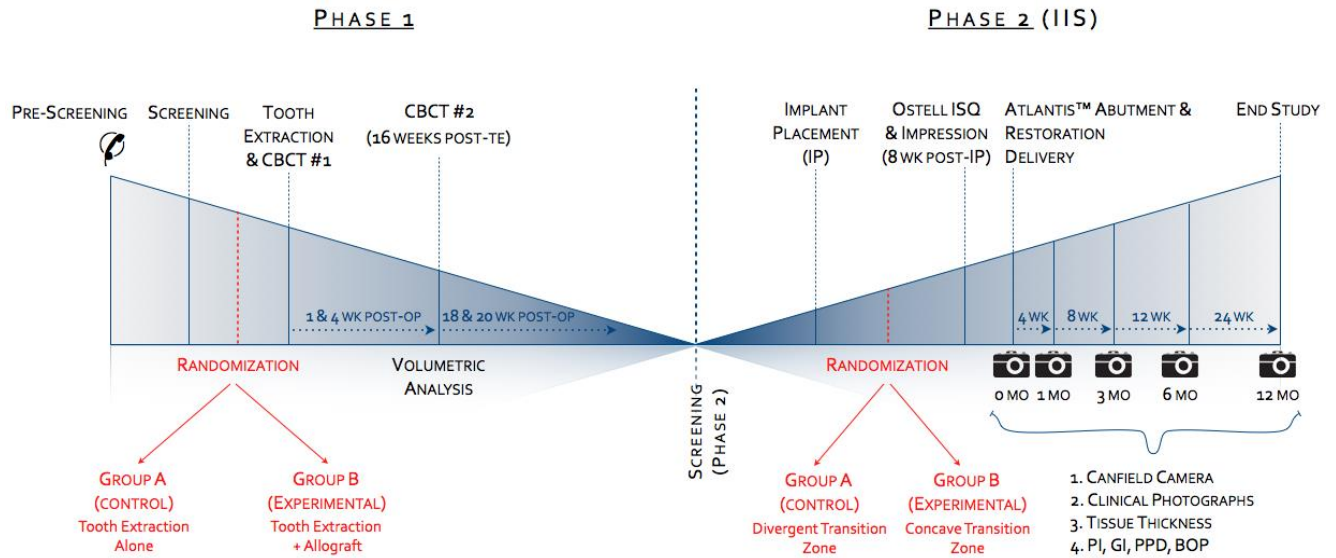 PHASE 1
PHASE 2 (IIS)
PRE-SCREENING
SCREENING
TOOTH
EXTRACTION
& CBCT #1
CBCT #2
(16 WEEKS POST-TE)
IMPLANT
PLACEMENT
(IP)
OSTELL ISQ
& IMPRESSION
(8 WK POST-IP)
ATLANTIS™ ABUTMENT &
RESTORATION
DELIVERY
END STUDY
1 & 4 WK POST-OP
18 & 20 WK POST-OP
4 WK
8 WK
12 WK
24 WK
RANDOMIZATION
VOLUMETRIC
ANALYSIS
SCREENING
(PHASE 2)
RANDOMIZATION
0 MO
1 MO
3 MO
6 MO
12 MO
GROUP A
(CONTROL)
Tooth Extraction
Alone
GROUP B
(EXPERIMENTAL)
Tooth Extraction
+ Allograft
GROUP A
(CONTROL)
Divergent Transition
Zone
GROUP B
(EXPERIMENTAL)
Concave Transition
Zone
1. CANFIELD CAMERA
2. CLINICAL PHOTOGRAPHS
3. TISSUE THICKNESS
4. PI, GI, PPD, BOP